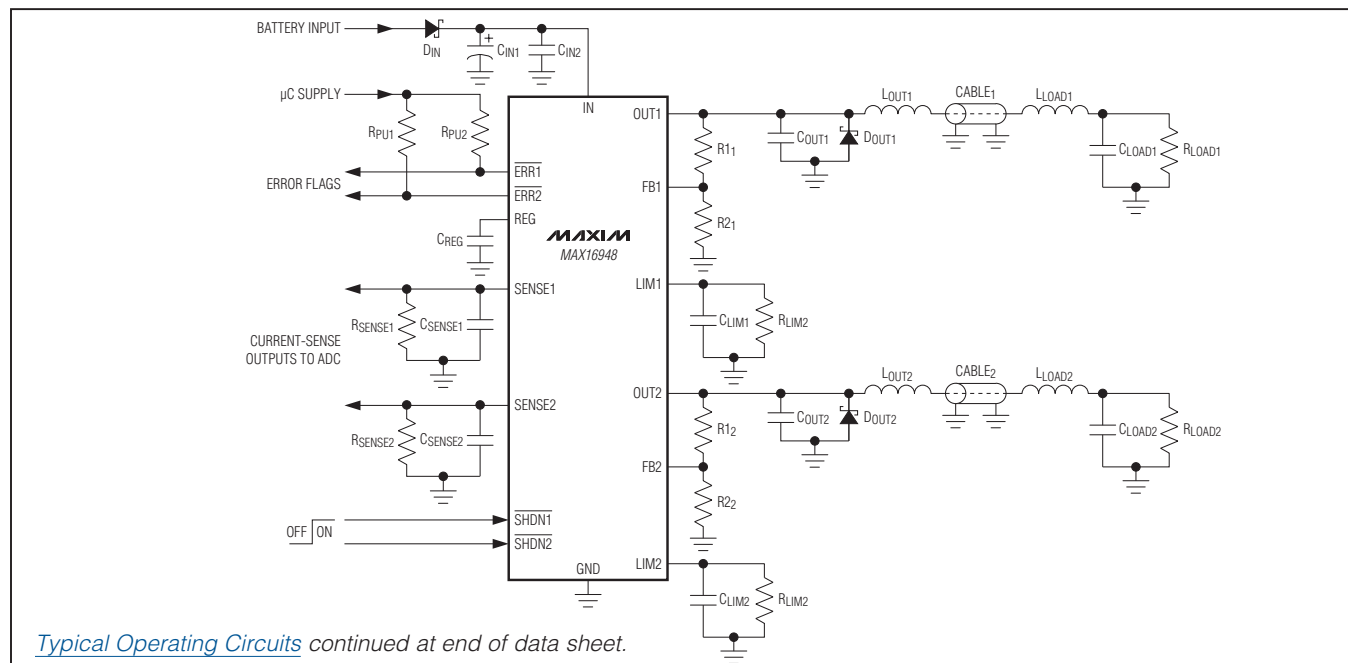 BATTERY INPUT
DIN
CIN1
+
CIN2
µC SUPPLY
RPU1
RPU2
ERROR FLAGS
CREG
RSENSE1
CSENSE1
CURRENT-SENSE
OUTPUTS TO ADC
RSENSE2
CSENSE2
OFF
ON
IN
ERR1
ERR2
REG
SENSE1
SENSE2
SHDN1
SHDN2
GND
MAXIM
MAX16948
OUT1
FB1
LIM1
OUT2
FB2
LIM2
R11
R21
COUT1
DOUT1
LOUT1
CABLE1
LLOAD1
CLOAD1
RLOAD1
CLIM1
RLIM2
R12
R22
COUT2
DOUT2
LOUT2
CABLE2
LLOAD2
CLOAD2
RLOAD2
CLIM2
RLIM2
Typical Operating Circuits continued at end of data sheet.